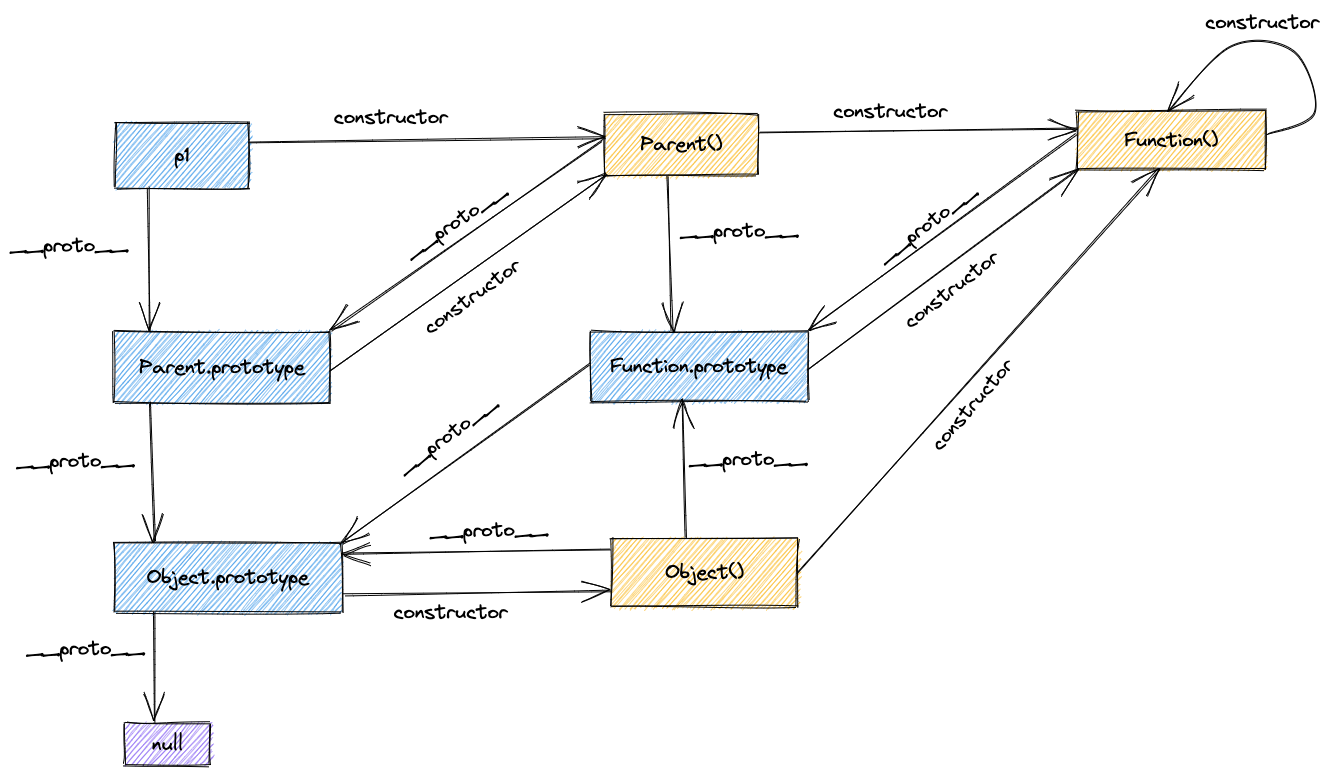 constructor
constructor
constructor
p1
Parent()
Function()
__proto__
__proto__
__proto__
__proto__
constructor
constructor
Parent.prototype
Function.prototype
constructor
__proto__
__proto__
__proto__
__proto__
Object.prototype
Object()
constructor
__proto__
null